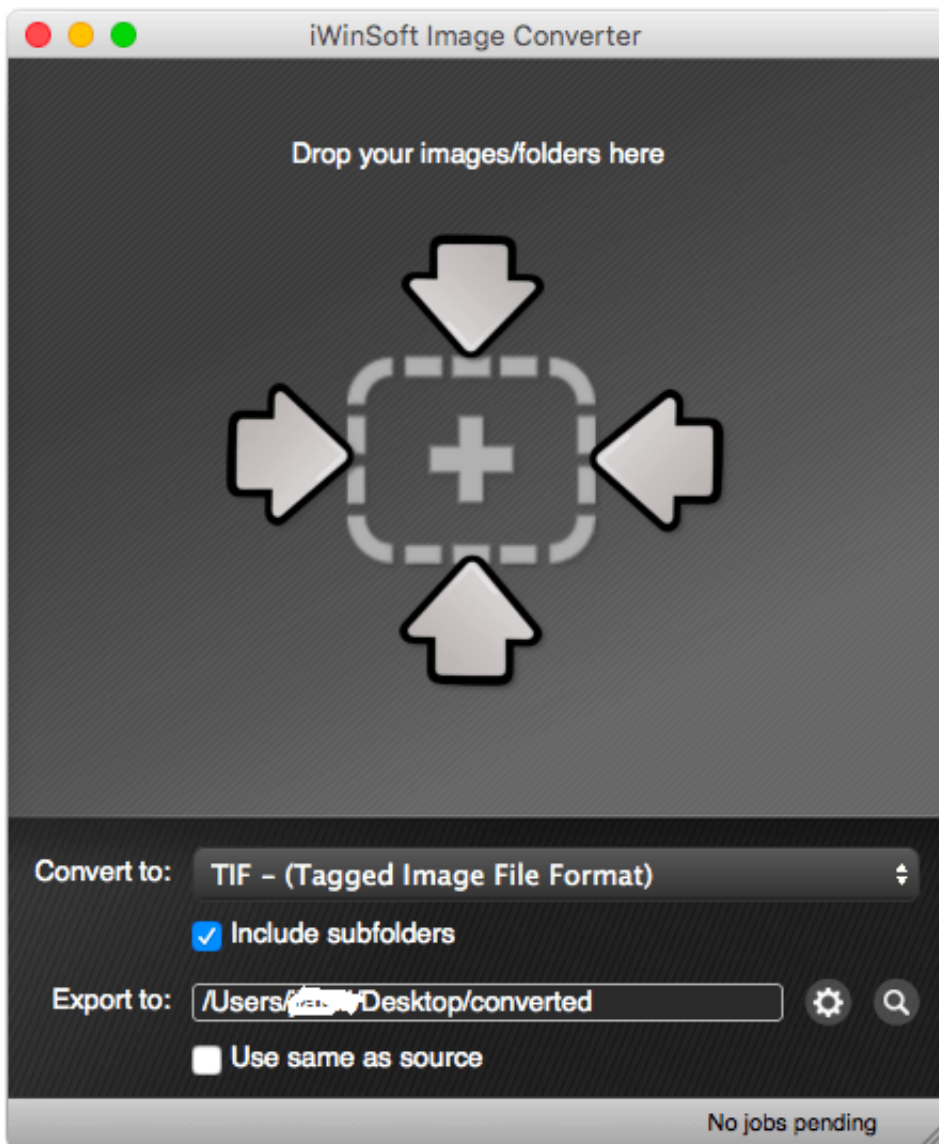 iWinSoft Image Converter
Drop your images/folders here
Convert to: TIF – (Tagged Image File Format)
Include subfolders
Export to: /Users/ /Desktop/converted
Use same as source
No jobs pending